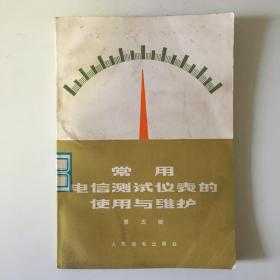 常用
电信测试仪表的
使用与维护
第五册
人民邮电出版社